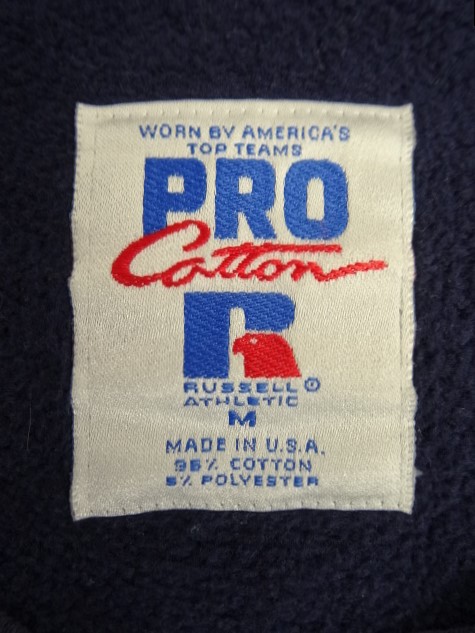 WORN BY AMERICA'S
TOP TEAMS
PRO
Cotton
R
RUSSELL ®
ATHLETIC
M
MADE IN U.S.A.
95% COTTON
5% POLYESTER